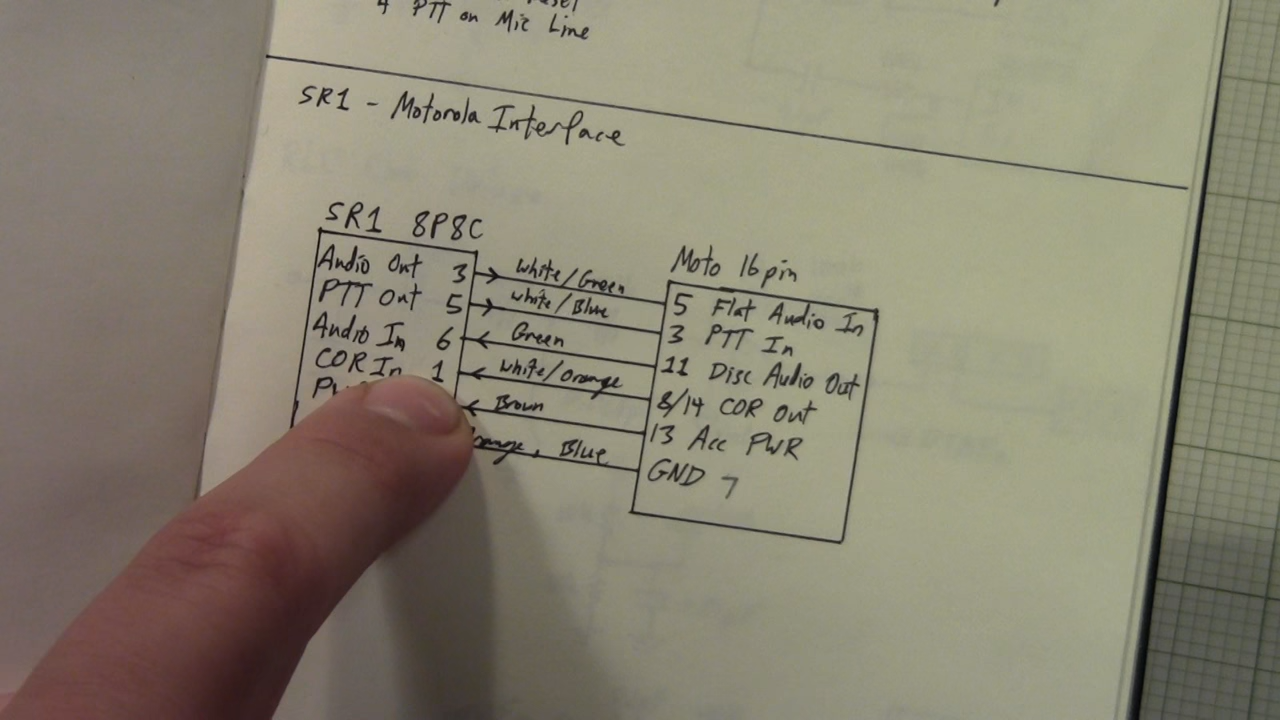 4 PTT on Mic Line
SR1 - Motorola Interface
SR1 8P8C
Audio Out 3
PTT Out 5
Audio In 6
COR In 1
White/Green
White/Blue
Green
White/Orange
Brown
Blue
Moto 16pin
5 Flat Audio In
3 PTT In
11 Disc Audio Out
8/14 COR Out
13 Acc PWR
GND 7